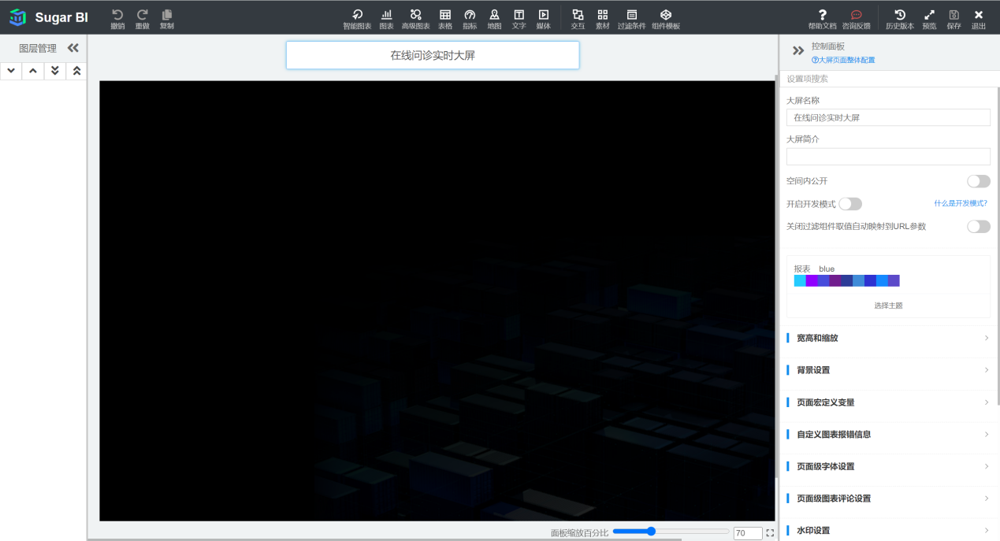 Sugar BI
撤销 重做 复制 智能图表 图表 高级图表 表格 指标 地图 文字 媒体 交互 素材 过滤条件 组件模板 帮助文档 咨询反馈 历史版本 预览 保存 退出
图层管理
在线问诊实时大屏
控制面板
大屏页面整体配置
设置项搜索
大屏名称
在线问诊实时大屏
大屏简介
空间内公开
开启开发模式 什么是开发模式?
关闭过滤组件取值自动映射到URL参数
报表 blue
选择主题
宽高和缩放
背景设置
页面宏定义变量
自定义图表报错信息
页面级字体设置
页面级图表评论设置
水印设置
面板缩放百分比 70